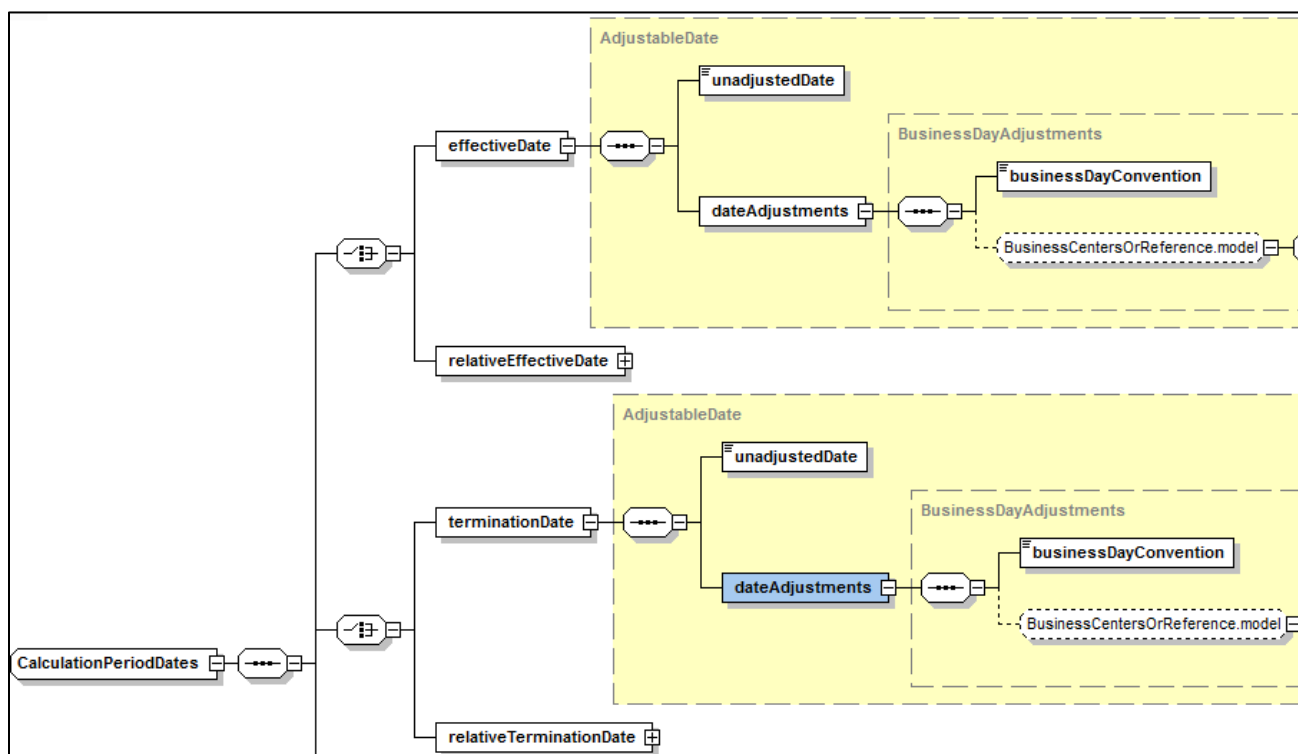 AdjustableDate
unadjustedDate
BusinessDayAdjustments
effectiveDate
businessDayConvention
dateAdjustments
BusinessCentersOrReference.model
relativeEffectiveDate
AdjustableDate
unadjustedDate
BusinessDayAdjustments
terminationDate
businessDayConvention
dateAdjustments
BusinessCentersOrReference.model
CalculationPeriodDates
relativeTerminationDate